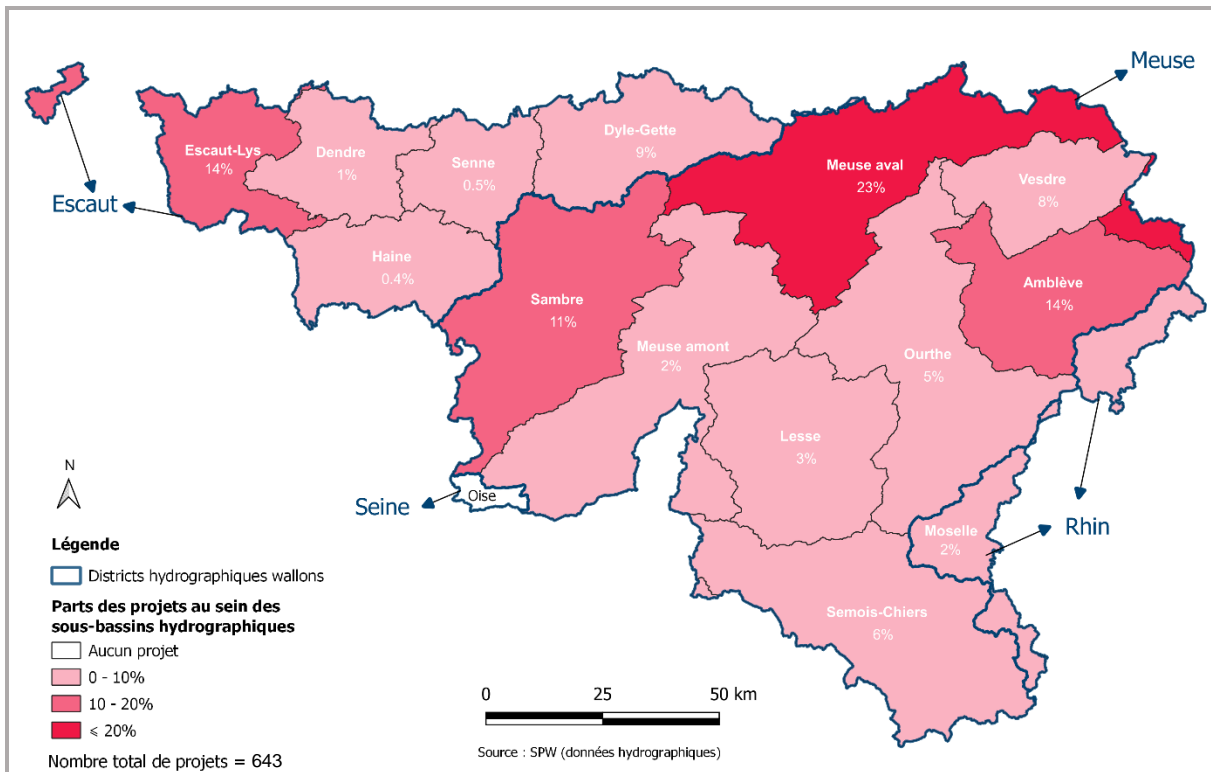 Meuse
Escaut-Lys
14%
Dendre
1%
Senne
0.5%
Dyle-Gette
9%
Meuse aval
23%
Vesdre
8%
Escaut
Haine
0.4%
Sambre
11%
Amblève
14%
Meuse amont
2%
Ourthe
5%
Lesse
3%
N
Oise
Seine
Moselle
2%
Rhin
Semois-Chiers
6%
Légende
Districts hydrographiques wallons
Parts des projets au sein des
sous-bassins hydrographiques
Aucun projet
0 - 10%
10 - 20%
⩽ 20%
Nombre total de projets = 643
0 25 50 km
Source : SPW (données hydrographiques)